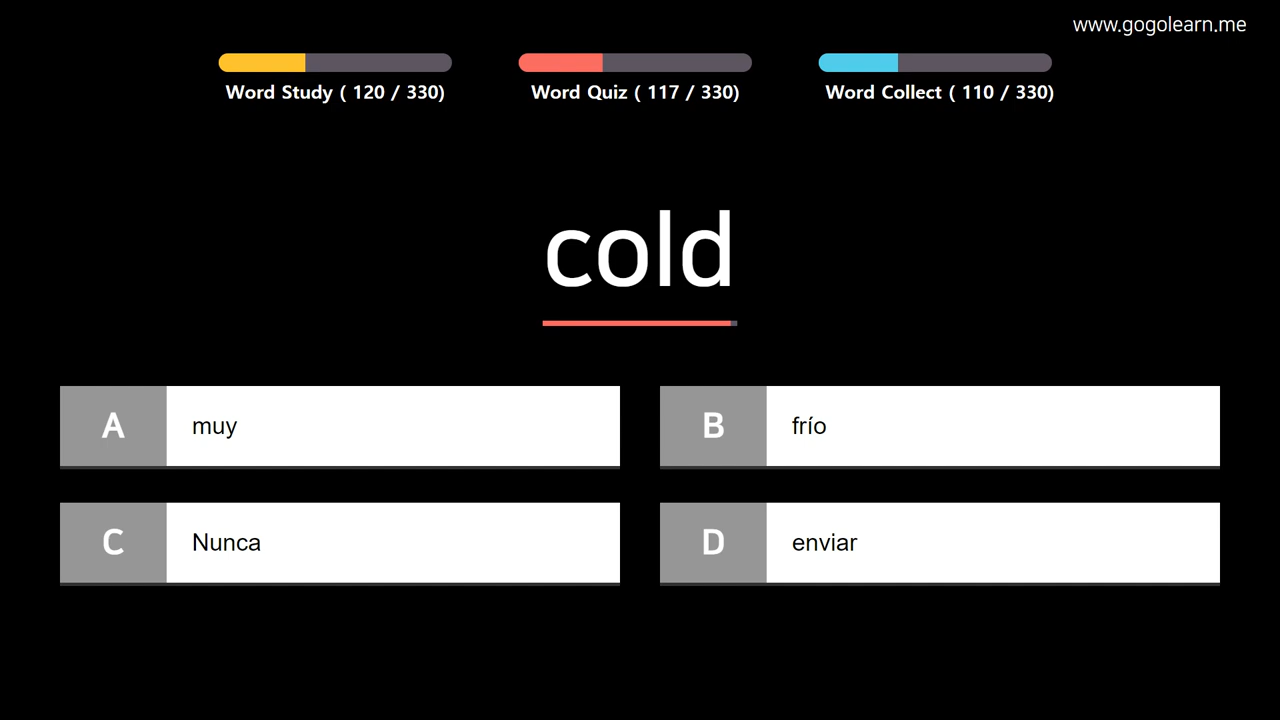 www.gogolearn.me
Word Study ( 120 / 330)
Word Quiz ( 117 / 330)
Word Collect ( 110 / 330)
cold
A muy
B frío
C Nunca
D enviar